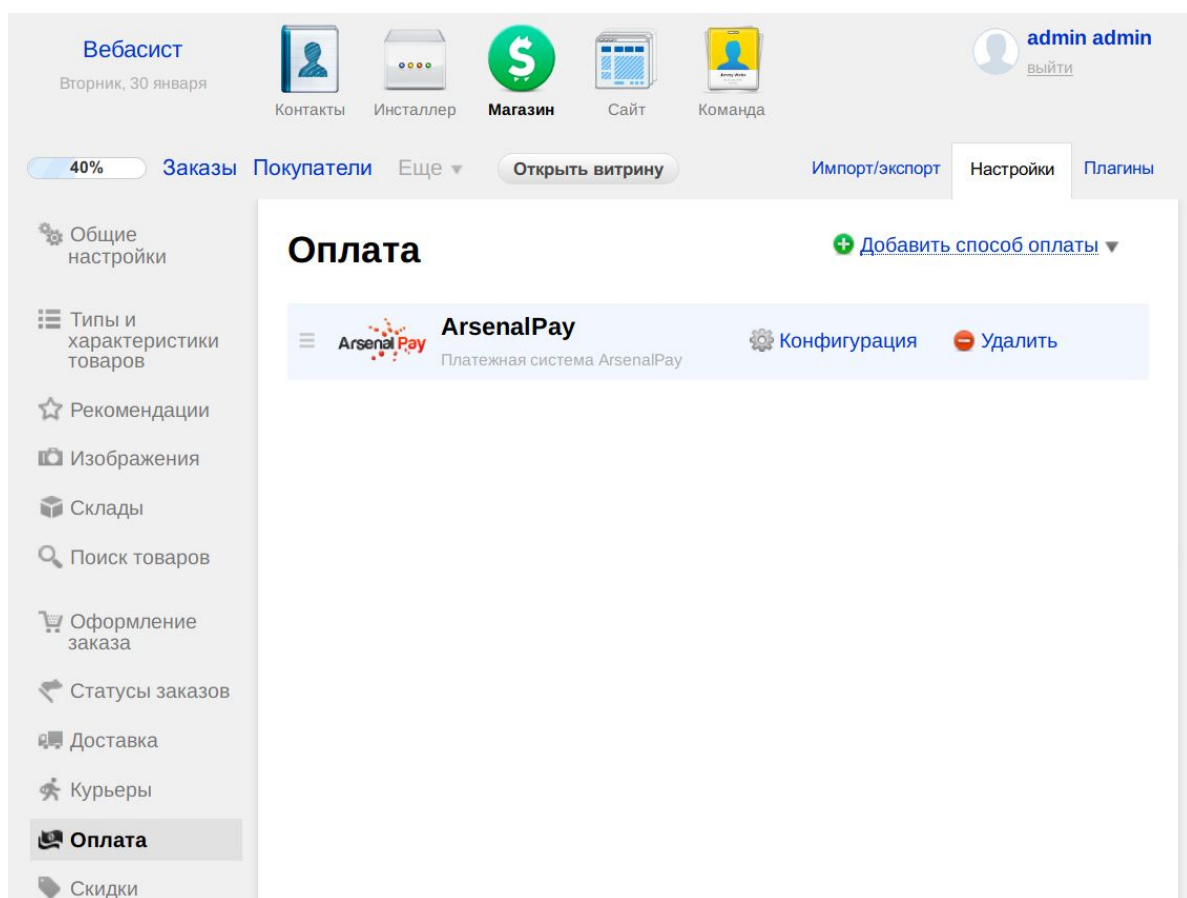 Вебасист
Вторник, 30 января
Контакты
Инсталлер
Магазин
Сайт
Команда
admin admin
выйти
40%
Заказы
Покупатели
Еще
Открыть витрину
Импорт/экспорт
Настройки
Плагины
Общие
настройки
Типы и
характеристики
товаров
Рекомендации
Изображения
Склады
Поиск товаров
Оформление
заказа
Статусы заказов
Доставка
Курьеры
Оплата
Скидки
Оплата
Добавить способ оплаты
Arsenal Pay
ArsenalPay
Платежная система ArsenalPay
Конфигурация
Удалить